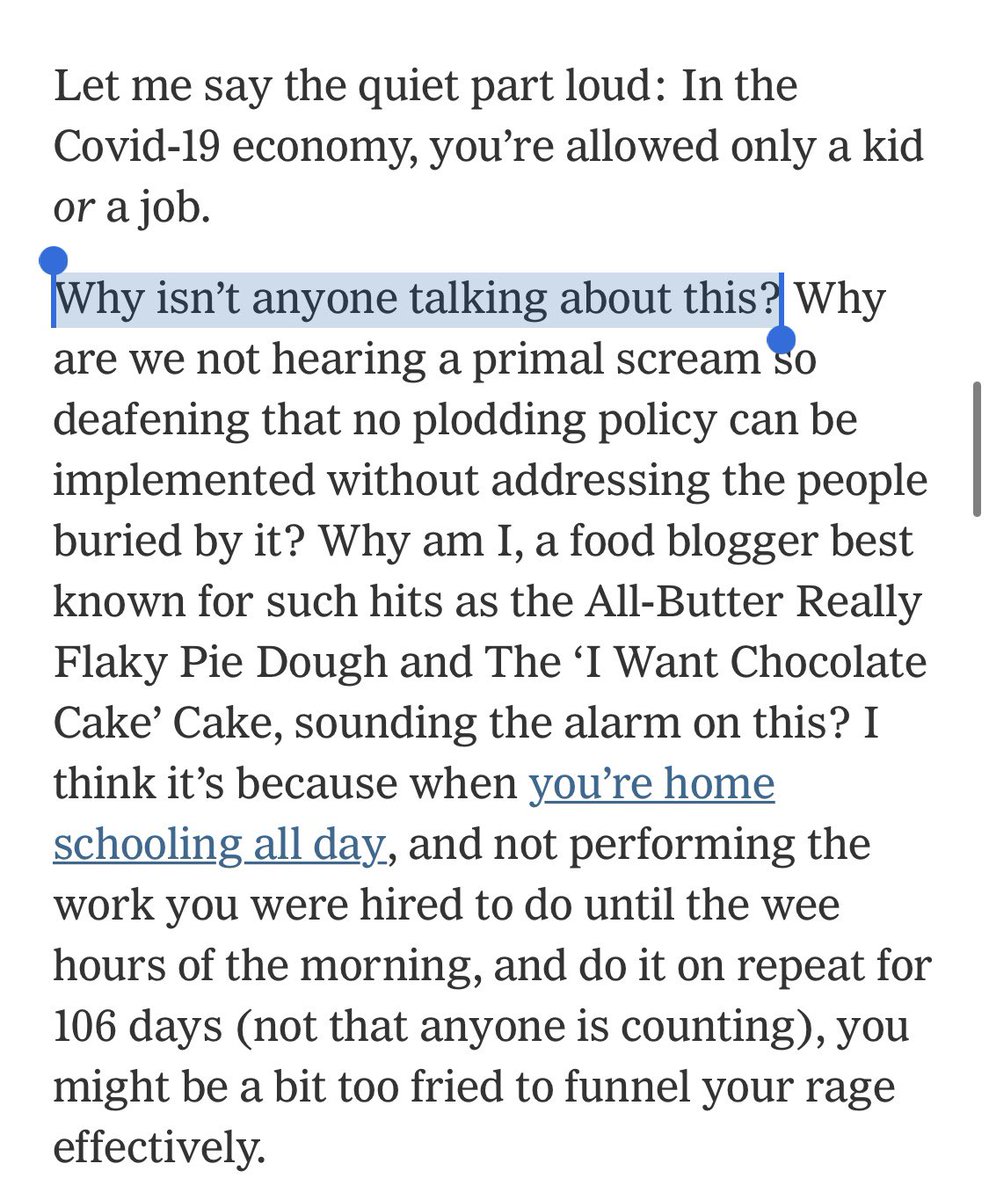 Let me say the quiet part loud: In the
Covid-19 economy, you’re allowed only a kid
or a job.
Why isn’t anyone talking about this? Why
are we not hearing a primal scream so
deafening that no plodding policy can be
implemented without addressing the people
buried by it? Why am I, a food blogger best
known for such hits as the All-Butter Really
Flaky Pie Dough and The ‘I Want Chocolate
Cake’ Cake, sounding the alarm on this? I
think it’s because when you’re home
schooling all day, and not performing the
work you were hired to do until the wee
hours of the morning, and do it on repeat for
106 days (not that anyone is counting), you
might be a bit too fried to funnel your rage
effectively.